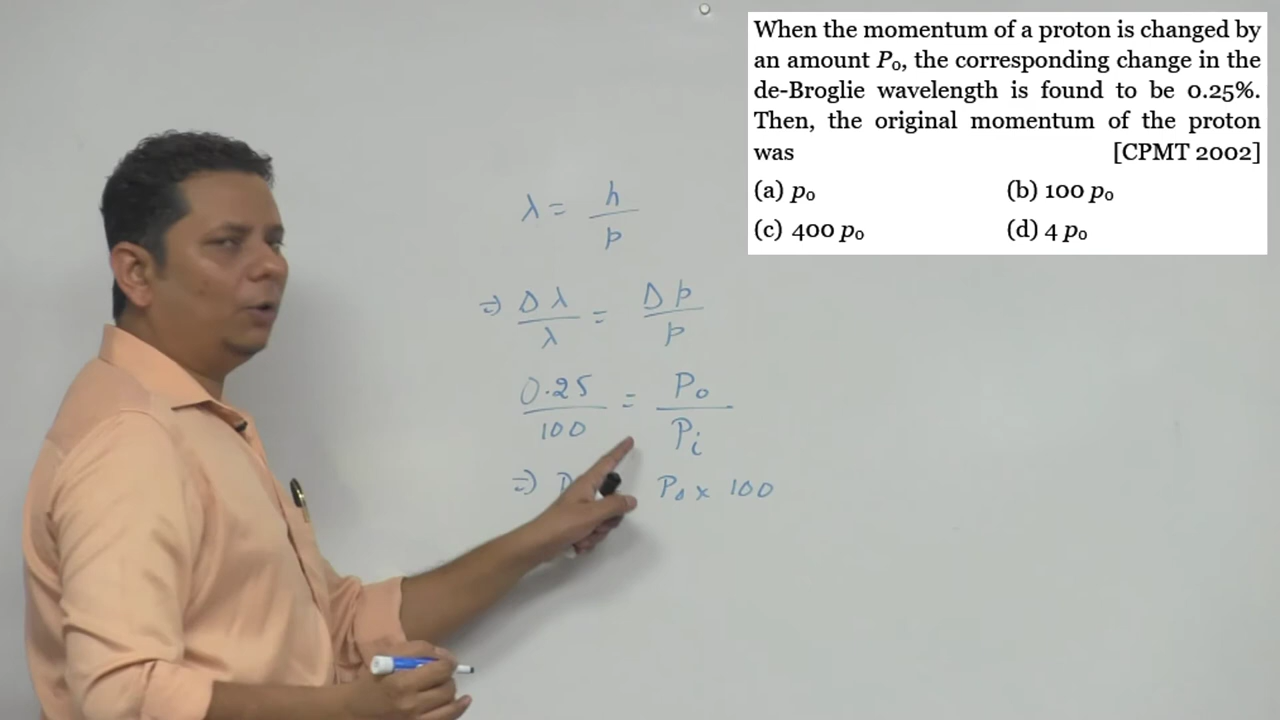 When the momentum of a proton is changed by
an amount P₀, the corresponding change in the
de-Broglie wavelength is found to be 0.25%.
Then, the original momentum of the proton
was [CPMT 2002]
(a) p₀ (b) 100 p₀
(c) 400 p₀ (d) 4 p₀
λ = h/p
⇒ Δλ/λ = Δp/p
0.25/100 = P₀/Pᵢ
⇒ P₀ × 100